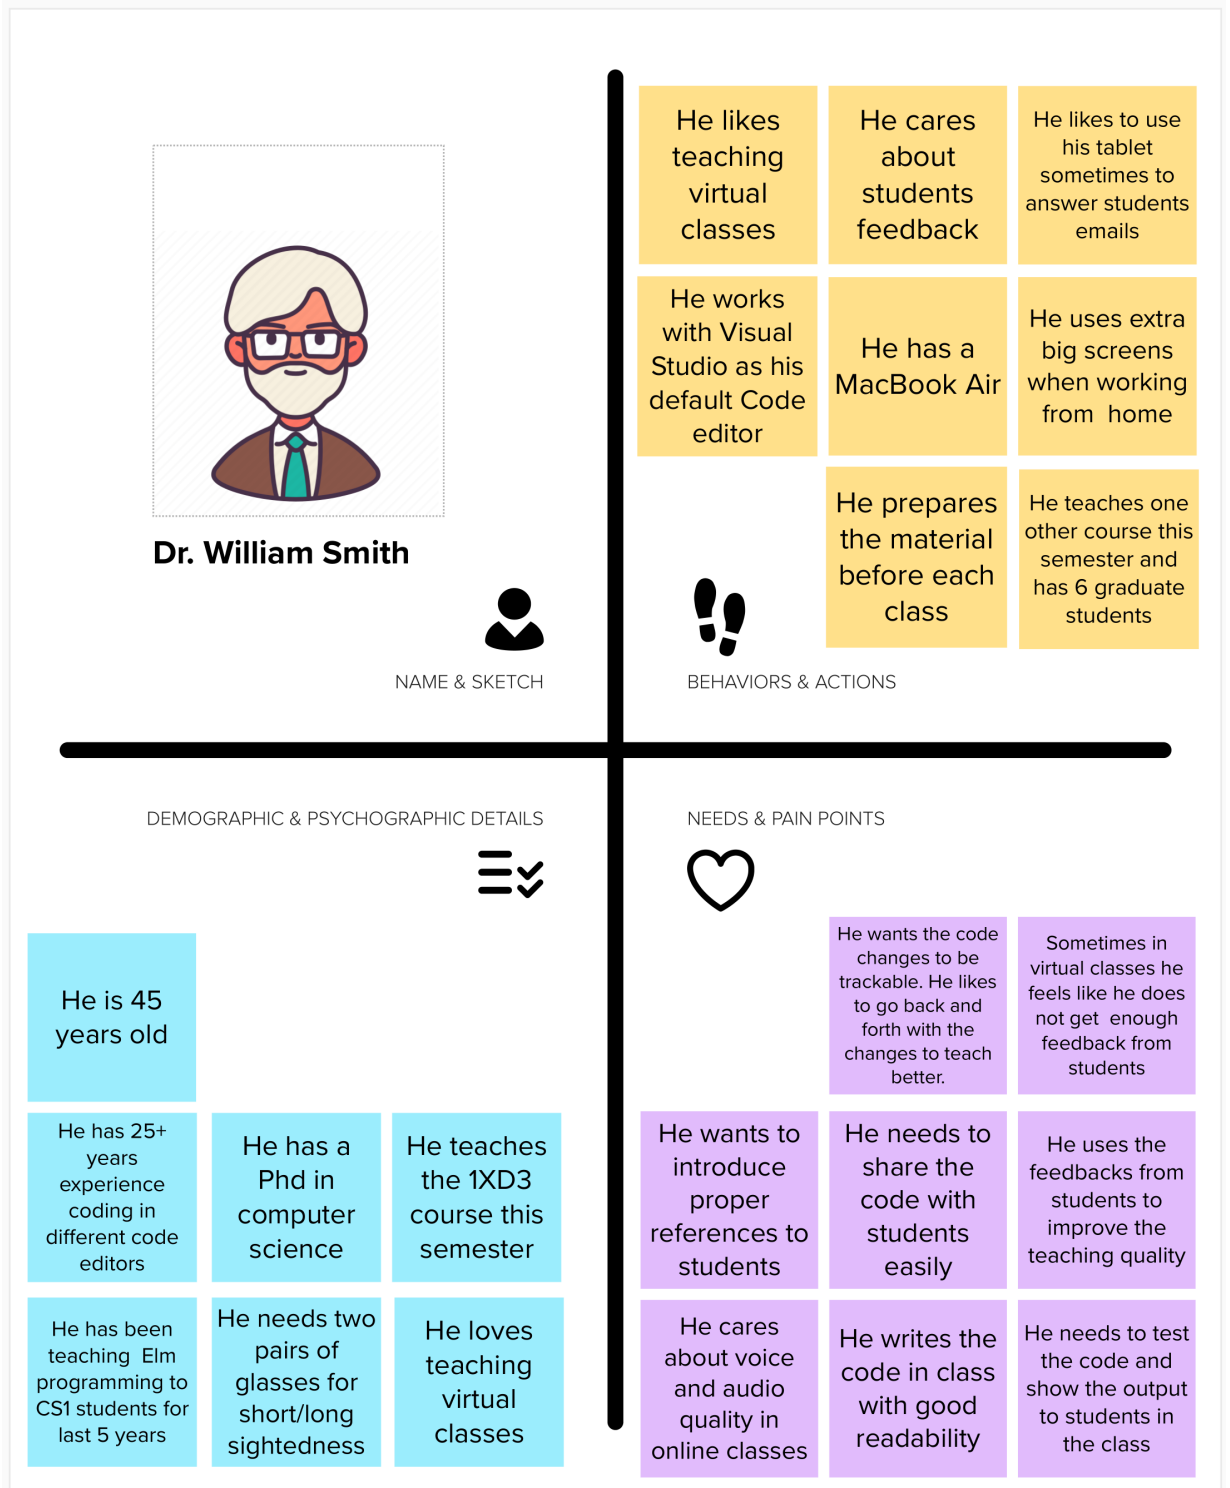 He likes
teaching
virtual
classes
He cares
about
students
feedback
He likes to use
his tablet
sometimes to
answer students
emails
He works
with Visual
Studio as his
default Code
editor
He has a
MacBook Air
He uses extra
big screens
when working
from home
He prepares
the material
before each
class
He teaches one
other course this
semester and
has 6 graduate
students
Dr. William Smith
NAME & SKETCH
BEHAVIORS & ACTIONS
DEMOGRAPHIC & PSYCHOGRAPHIC DETAILS
NEEDS & PAIN POINTS
He is 45
years old
He has 25+
years
experience
coding in
different code
editors
He has a
Phd in
computer
science
He teaches
the 1XD3
course this
semester
He has been
teaching Elm
programming to
CS1 students for
last 5 years
He needs two
pairs of
glasses for
short/long
sightedness
He loves
teaching
virtual
classes
He wants the code
changes to be
trackable. He likes
to go back and
forth with the
changes to teach
better.
Sometimes in
virtual classes he
feels like he does
not get enough
feedback from
students
He wants to
introduce
proper
references to
students
He needs to
share the
code with
students
easily
He uses the
feedbacks from
students to
improve the
teaching quality
He cares
about voice
and audio
quality in
online classes
He writes the
code in class
with good
readability
He needs to test
the code and
show the output
to students in
the class